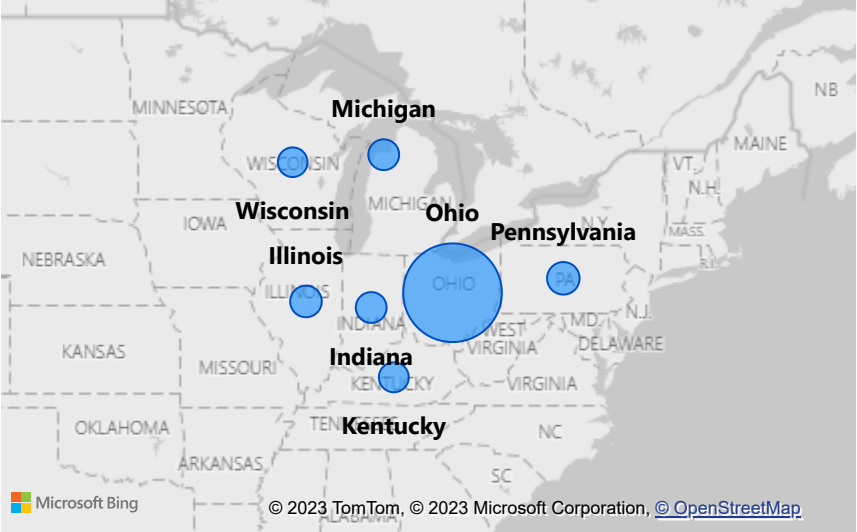 NB
MINNESOTA
Michigan
MAINE
WISCONSIN
VT.
N.H.
MICHIGAN
Wisconsin
Ohio
IOWA
N.Y.
Pennsylvania
MASS.
Illinois
NEBRASKA
R.I.
OHIO
PA
ILLINOIS
INDIANA
N.J.
MD.
WEST
VIRGINIA
DELAWARE
KANSAS
Indiana
MISSOURI
KENTUCKY
VIRGINIA
Kentucky
TENNESSEE
OKLAHOMA
NC
ARKANSAS
SC
Microsoft Bing
ALABAMA
© 2023 TomTom, © 2023 Microsoft Corporation, © OpenStreetMap